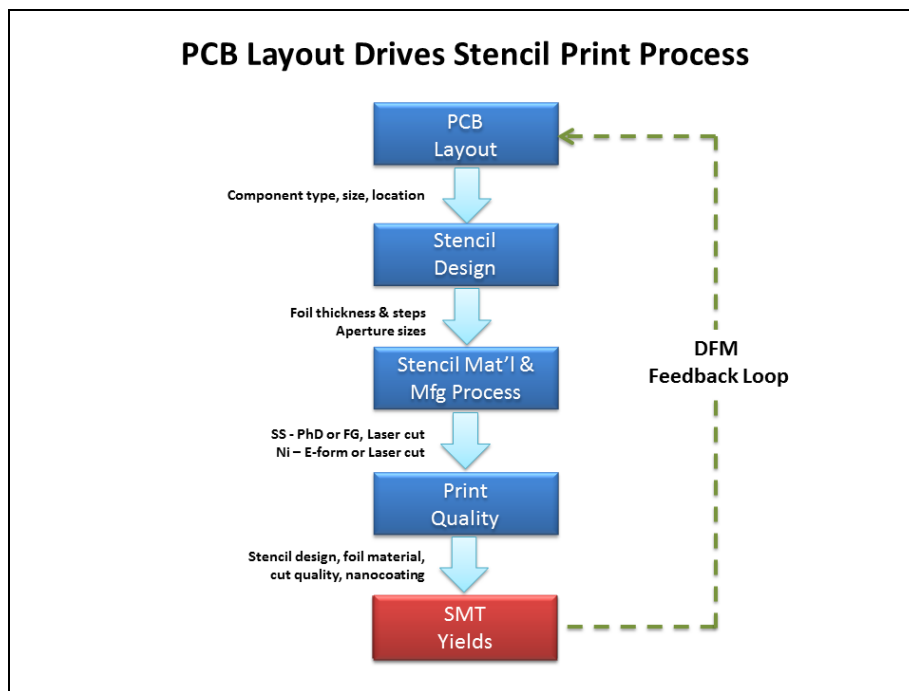 PCB Layout Drives Stencil Print Process
PCB
Layout
Component type, size, location
Stencil
Design
Foil thickness & steps
Aperture sizes
Stencil Mat’l &
Mfg Process
DFM
Feedback Loop
SS - PhD or FG, Laser cut
Ni – E-form or Laser cut
Print
Quality
Stencil design, foil material,
cut quality, nanocoating
SMT
Yields